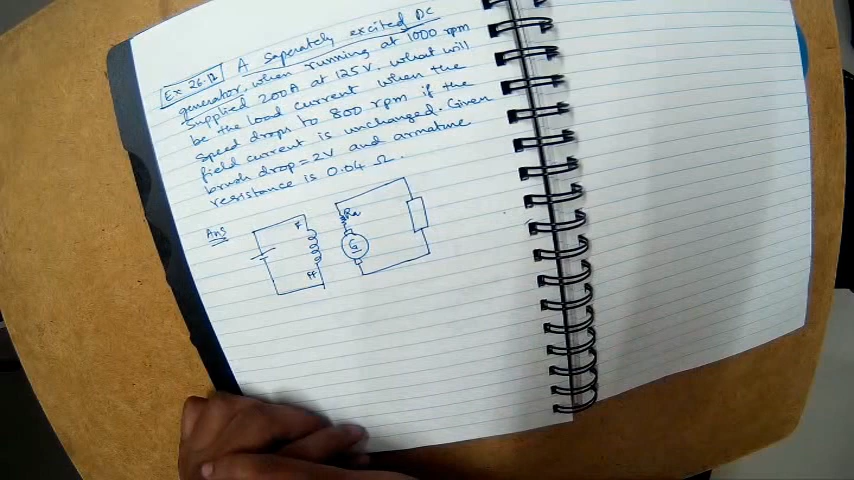 Ex 26.12 A seperately excited DC
generator, when running at 1000 rpm
supplied 200A at 125V. what will
be the load current when the
speed drops to 800 rpm if the
field current is unchanged. Given
brush drop = 2V and armature
resistance is 0.04 Ω.
Ans
F
FF
Ra
G